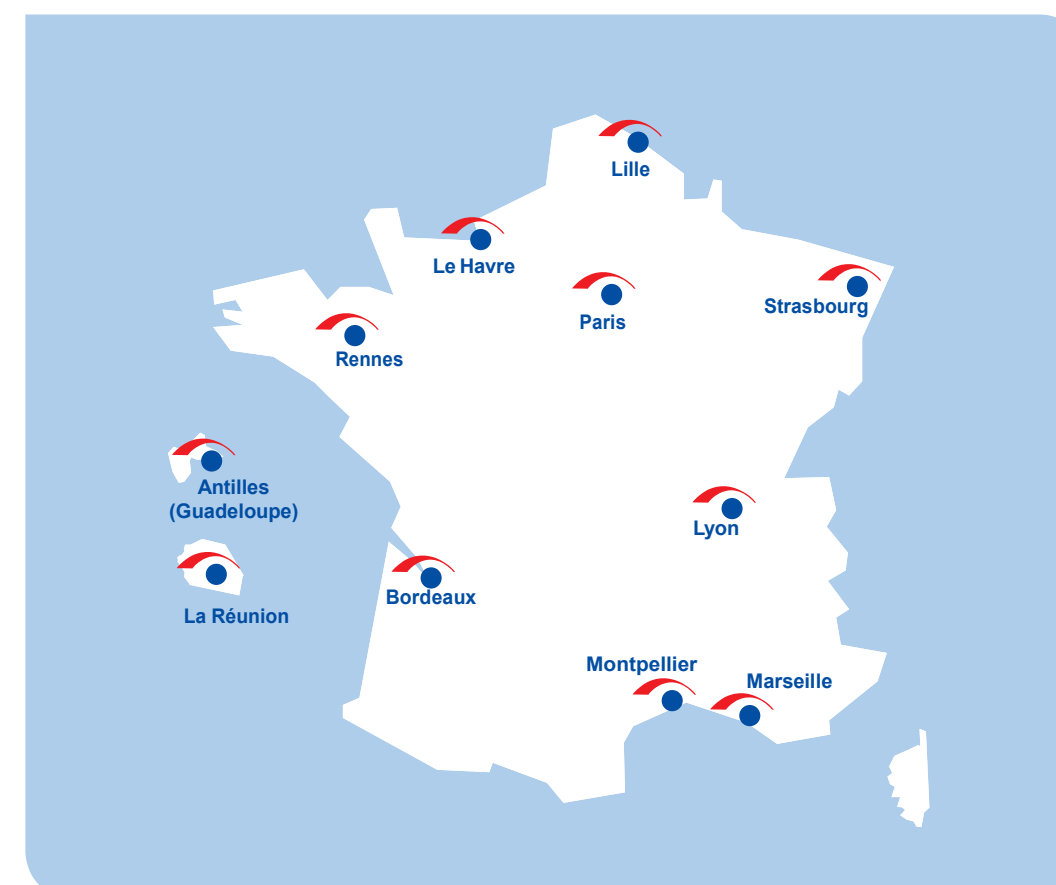 Lille
Le Havre
Paris
Strasbourg
Rennes
Antilles
(Guadeloupe)
Lyon
Bordeaux
La Réunion
Montpellier
Marseille